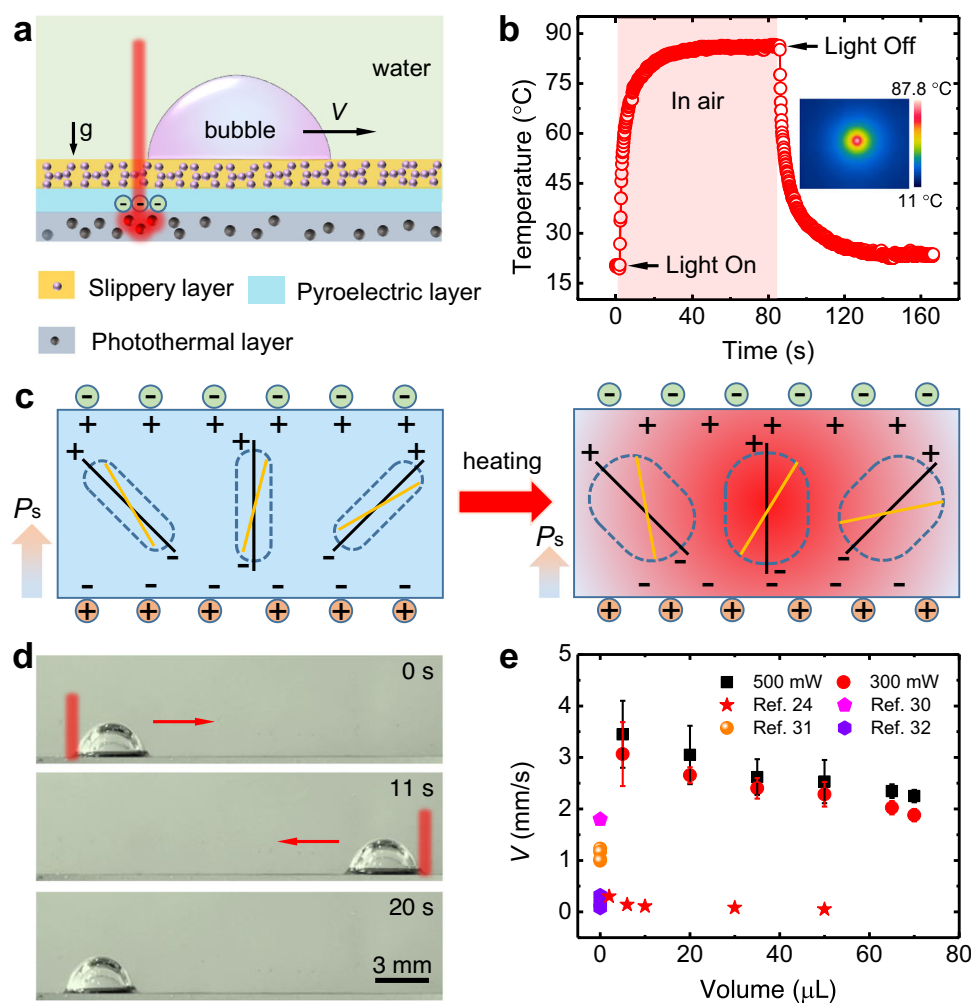 a
water
bubble
V
g
- - -
Slippery layer
Pyroelectric layer
Photothermal layer
b
Temperature (°C)
90
75
60
45
30
15
0
40
80
120
160
Time (s)
Light Off
In air
Light On
87.8 °C
11 °C
c
- - - - - -
+ + + + + +
+ + +
Ps
- - -
- - - - - -
+ + + + + +
heating
- - - - - -
+ + + + +
+ + +
Ps
- - -
- - - - -
+ + + + + +
d
0 s
11 s
20 s
3 mm
e
V (mm/s)
5
4
3
2
1
0
500 mW
300 mW
Ref. 24
Ref. 30
Ref. 31
Ref. 32
0
20
40
60
80
Volume (μL)